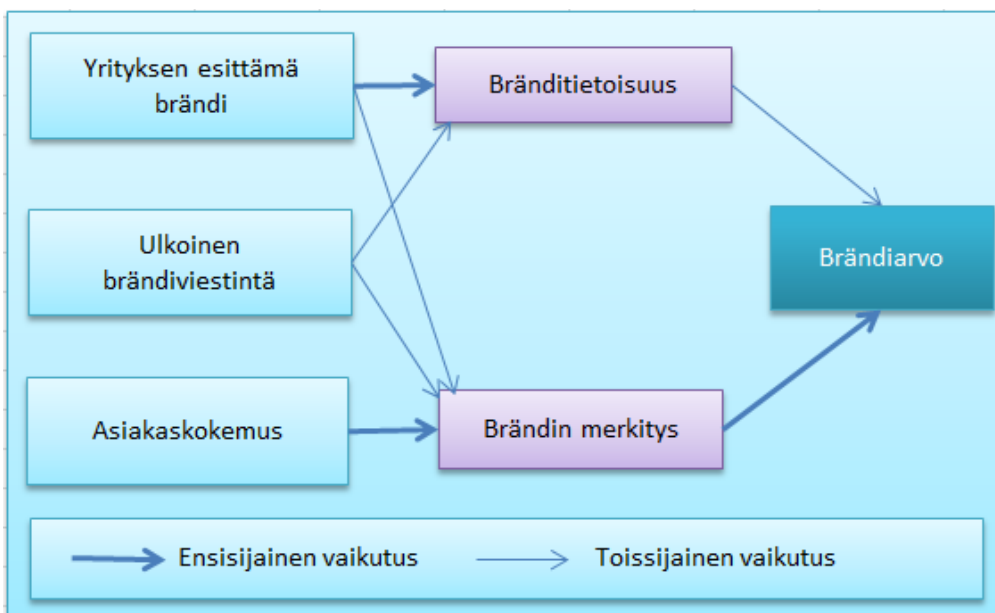 Yrityksen esittämä
brändi
Bränditietoisuus
Ulkoinen
brändiviestintä
Brändiarvo
Asiakaskokemus
Brändin merkitys
Ensisijainen vaikutus
Toissijainen vaikutus